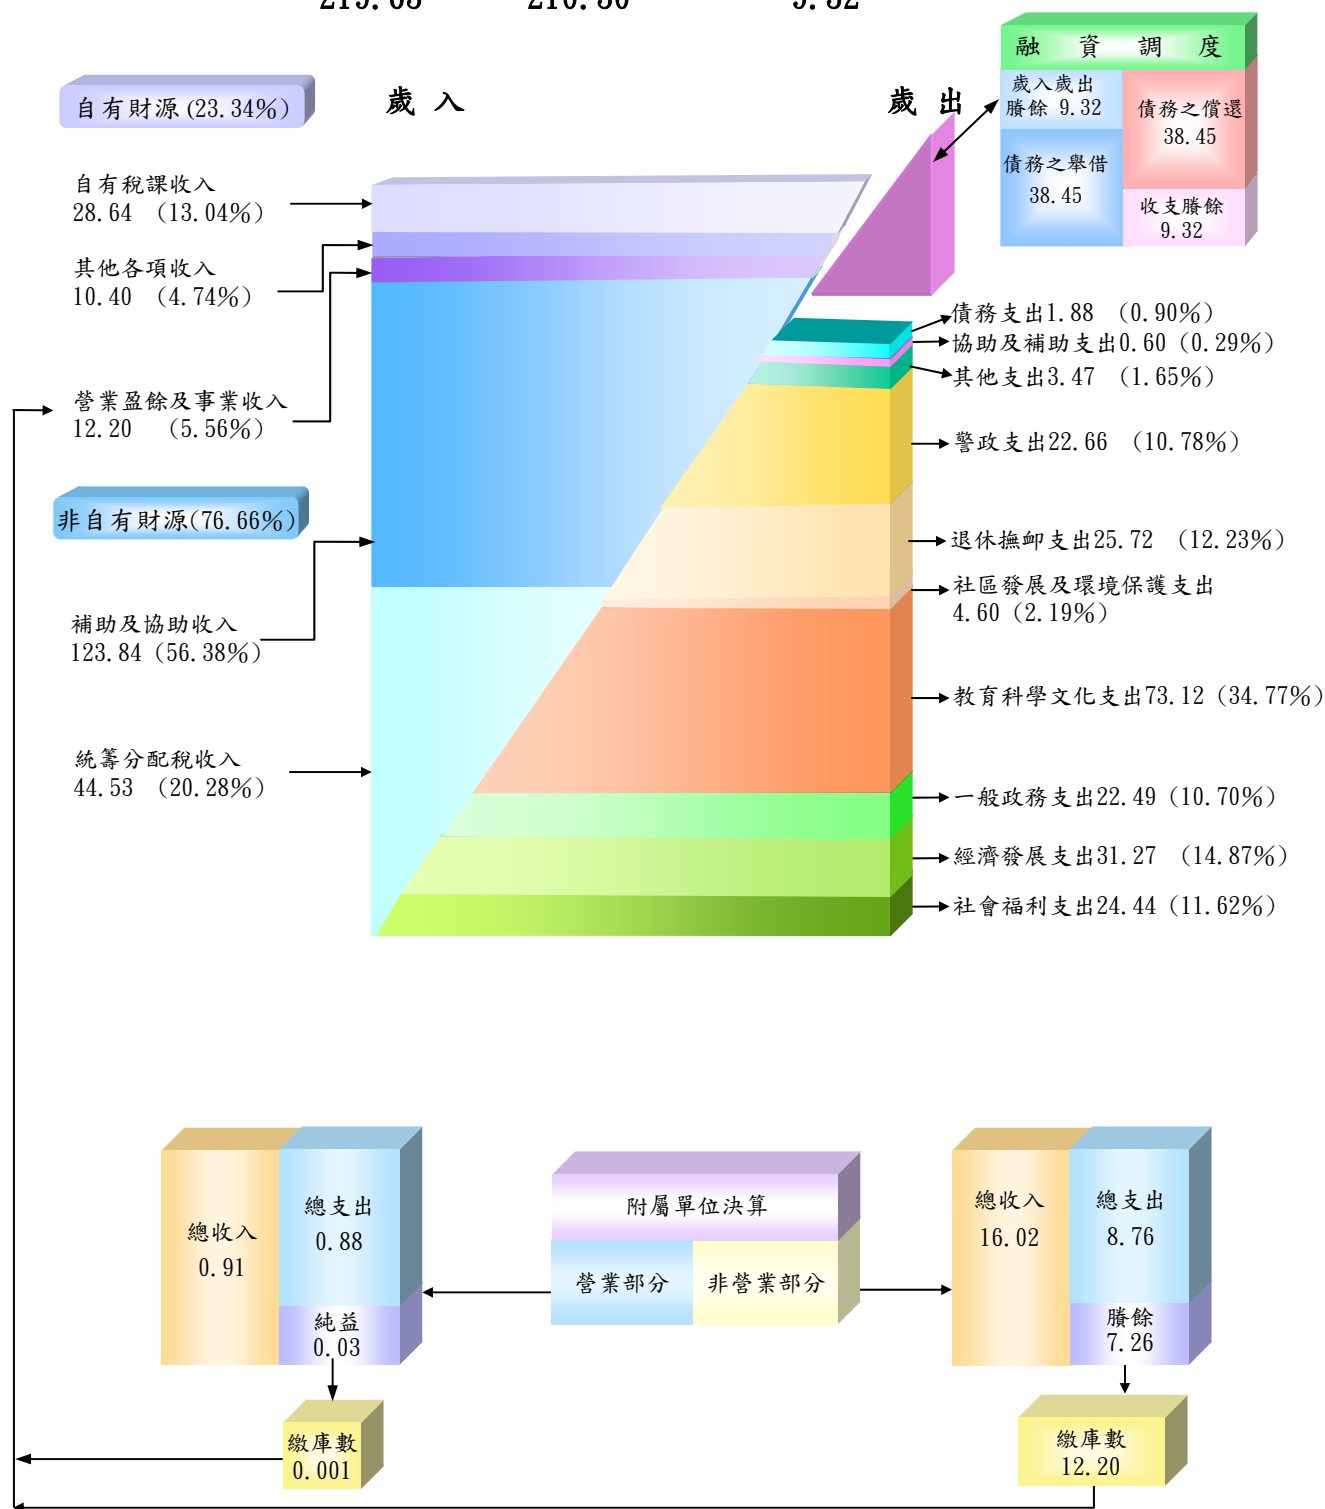 融資調度
歲入歲出
賸餘 9.32
債務之償還
38.45
債務之舉借
38.45
收支賸餘
9.32
自有財源(23.34%)
歲入
歲出
自有稅課收入
28.64 (13.04%)
其他各項收入
10.40 (4.74%)
營業盈餘及事業收入
12.20 (5.56%)
非自有財源(76.66%)
補助及協助收入
123.84 (56.38%)
統籌分配稅收入
44.53 (20.28%)
債務支出1.88 (0.90%)
協助及補助支出0.60 (0.29%)
其他支出3.47 (1.65%)
警政支出22.66 (10.78%)
退休撫卹支出25.72 (12.23%)
社區發展及環境保護支出
4.60 (2.19%)
教育科學文化支出73.12 (34.77%)
一般政務支出22.49 (10.70%)
經濟發展支出31.27 (14.87%)
社會福利支出24.44 (11.62%)
總收入
0.91
總支出
0.88
純益
0.03
繳庫數
0.001
附屬單位決算
營業部分
非營業部分
總收入
16.02
總支出
8.76
賸餘
7.26
繳庫數
12.20